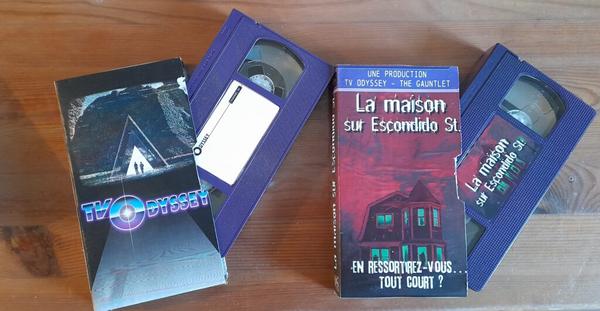 TV ODYSSEY
ODYSSEY
UNE PRODUCTION
TV ODYSSEY - THE GAUNTLET
La maison
sur Escondido St.
EN RESSORTIREZ-VOUS...
TOUT COURT ?
La maison sur Escondido St.
La maison
sur Escondido St.